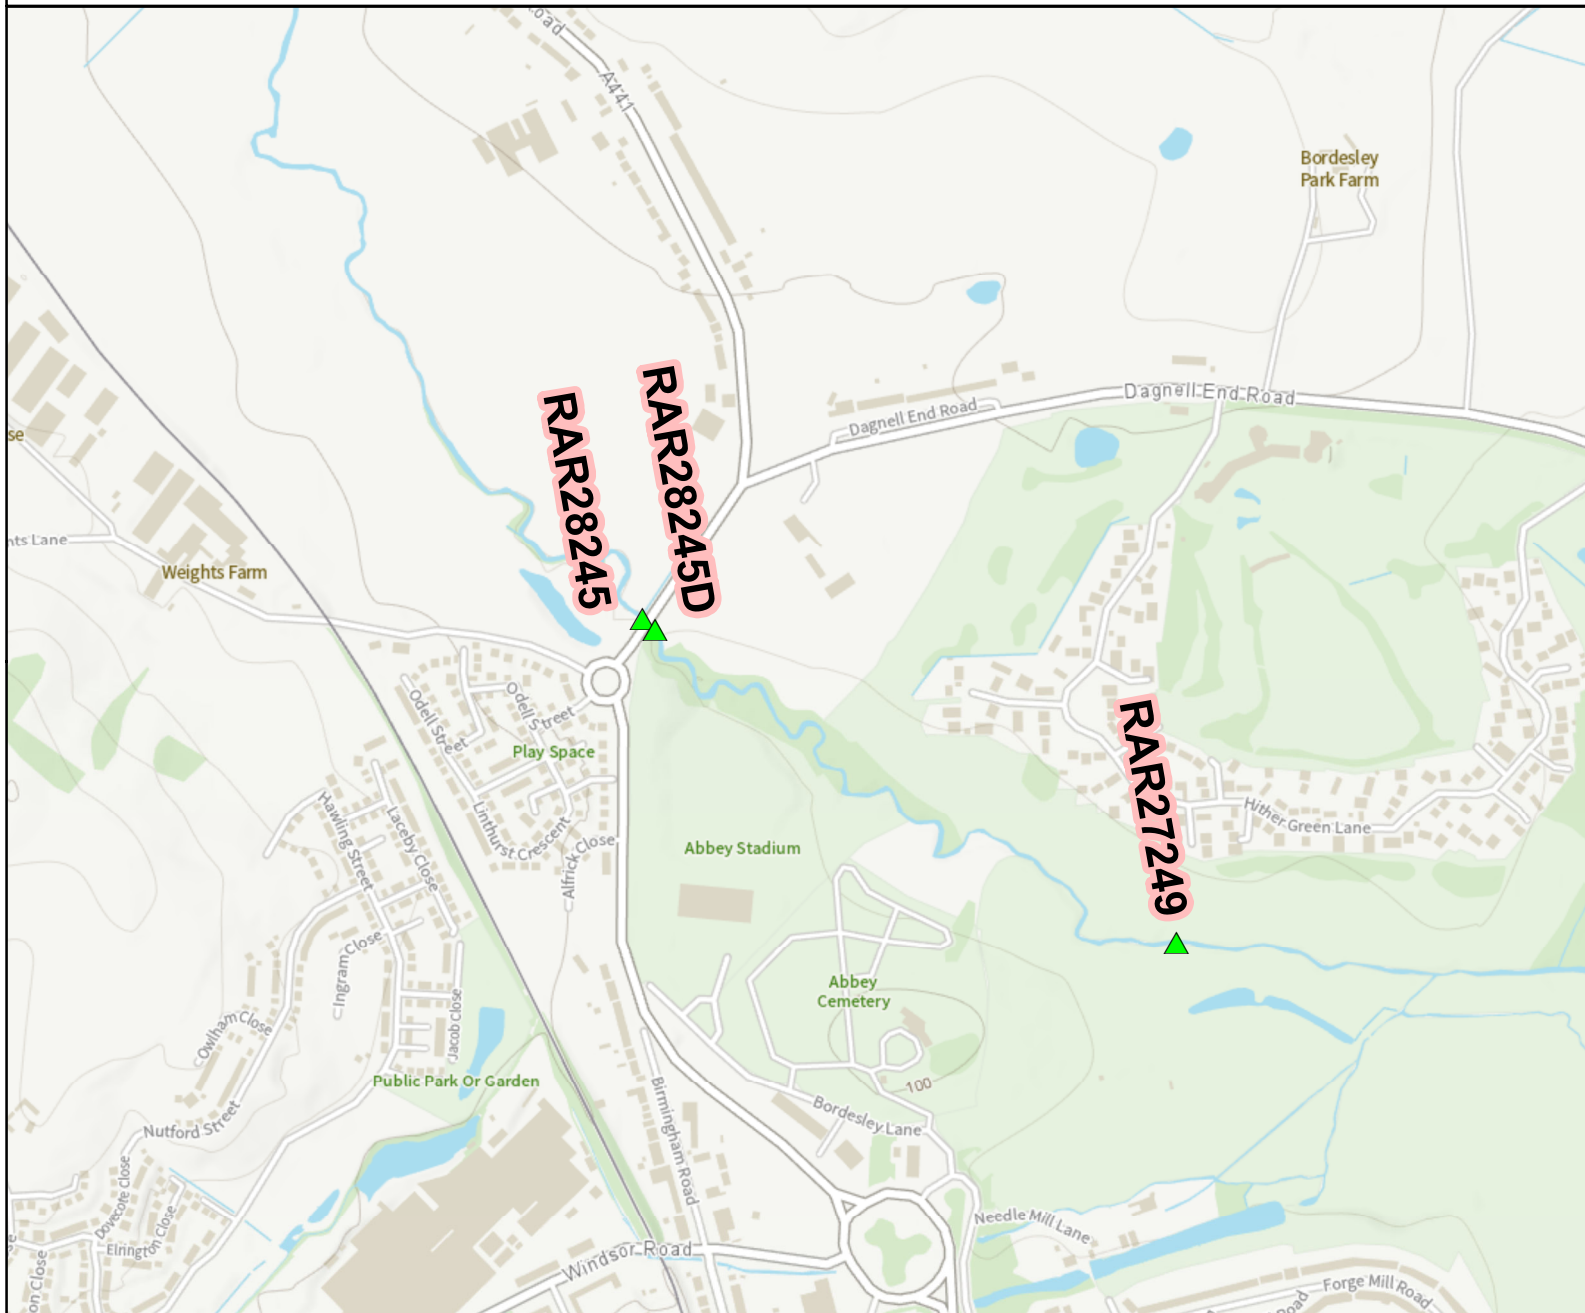 oad
A441
Bordesley
Park Farm
Dagnell End Road
Dagnell End Road
RAR28245
RAR28245D
se
nts Lane
Weights Farm
Odell Street
Odell Street
Play Space
RAR27249
Hither Green Lane
Linthurst Crescent
Alfrick Close
Hawling Street
Laceby Close
Abbey Stadium
Ingram Close
Abbey
Cemetery
Owlham Close
Jacob Close
Public Park Or Garden
100
Birmingham Road
Bordesley Lane
Nutford Street
Dovecote Close
Elrington Close
on Close
Windsor Road
Needle Mill Lane
Forge Mill Road
Road